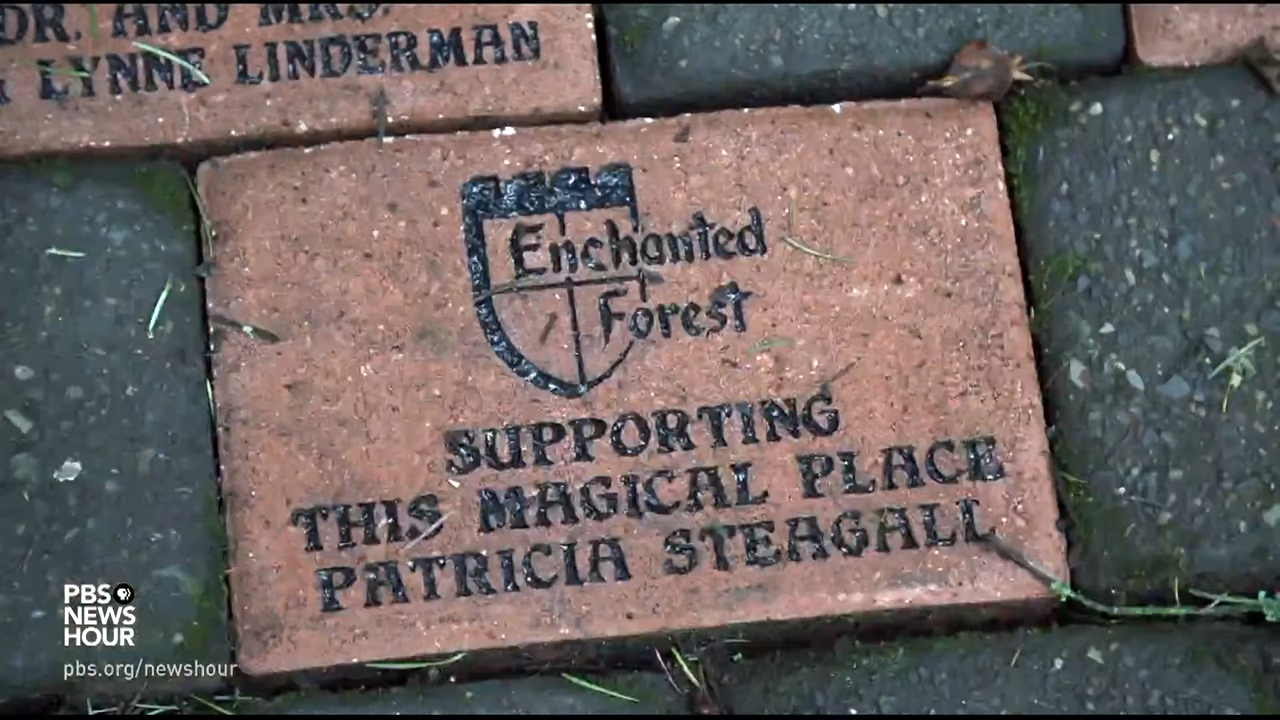 DR. AND MRS.
LYNNE LINDERMAN
Enchanted
Forest
SUPPORTING
THIS MAGICAL PLACE
PATRICIA STEAGALL
PBS
NEWS
HOUR
pbs.org/newshour